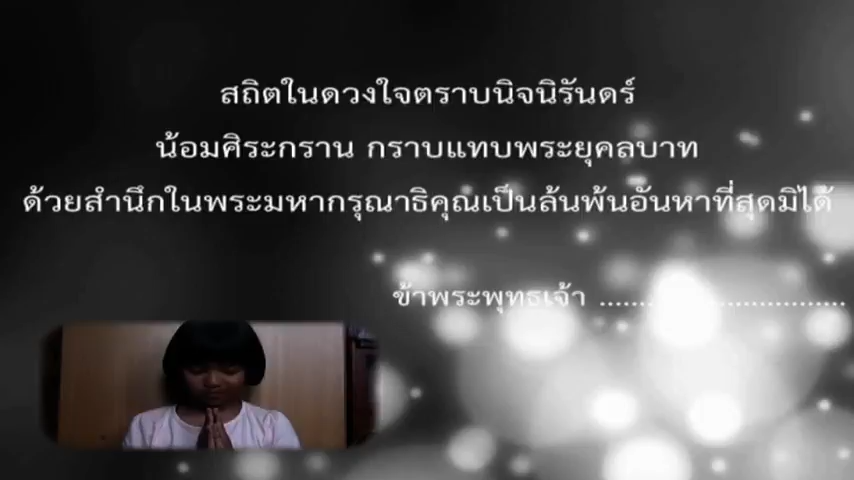 สถิตในดวงใจตราบนิจนิรันดร์
น้อมศิระกราน กราบแทบพระยุคลบาท
ด้วยสำนึกในพระมหากรุณาธิคุณเป็นล้นพ้นอันหาที่สุดมิได้
ข้าพระพุทธเจ้า ...............................